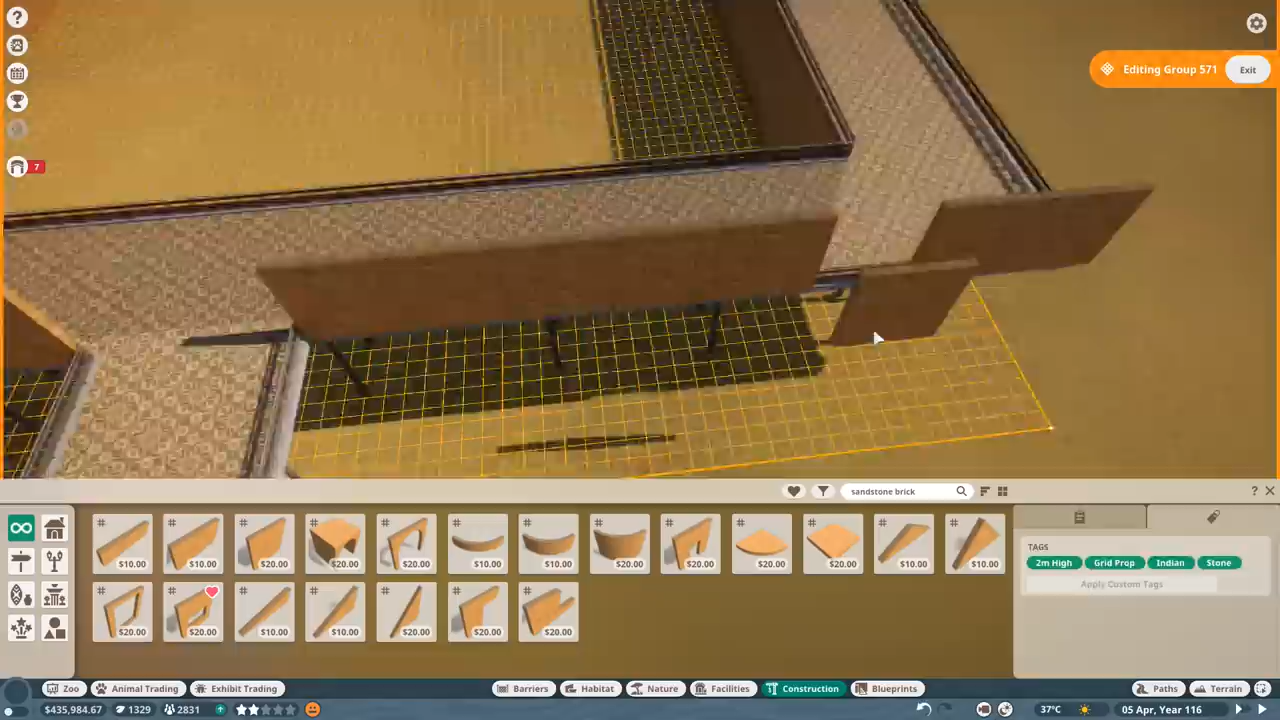 Editing Group 571
Exit
7
sandstone brick
?
$10.00 $10.00 $20.00 $20.00 $20.00 $10.00 $10.00 $20.00 $20.00 $20.00 $20.00 $10.00 $10.00
$20.00 $20.00 $10.00 $10.00 $20.00 $20.00 $20.00
TAGS
2m High Grid Prop Indian Stone
Apply Custom Tags
Zoo Animal Trading Exhibit Trading Barriers Habitat Nature Facilities Construction Blueprints Paths Terrain
$435,984.67 1329 2831 37°C 05 Apr, Year 116